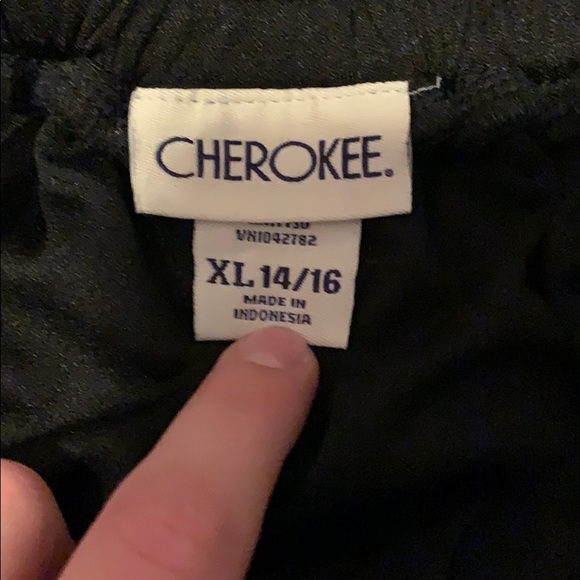 CHEROKEE.
VN1042782
XL 14/16
MADE IN
INDONESIA